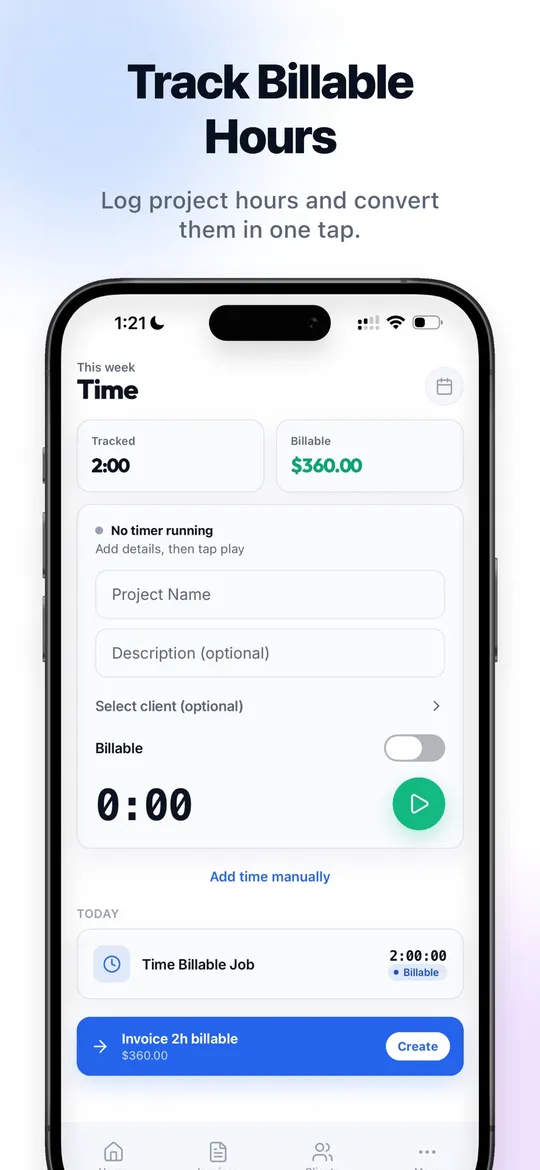 Track Billable
Hours
Log project hours and convert
them in one tap.
1:21
This week
Time
Tracked
2:00
Billable
$360.00
No timer running
Add details, then tap play
Project Name
Description (optional)
Select client (optional)
Billable
0:00
Add time manually
TODAY
Time Billable Job
2:00:00
Billable
Invoice 2h billable
$360.00
Create